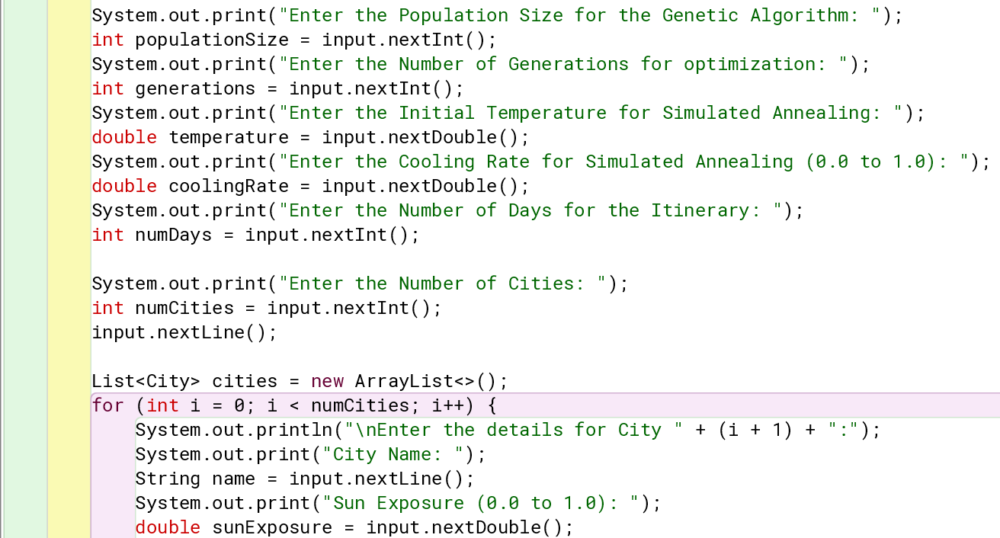 System.out.print("Enter the Population Size for the Genetic Algorithm: ");
int populationSize = input.nextInt();
System.out.print("Enter the Number of Generations for optimization: ");
int generations = input.nextInt();
System.out.print("Enter the Initial Temperature for Simulated Annealing: ");
double temperature = input.nextDouble();
System.out.print("Enter the Cooling Rate for Simulated Annealing (0.0 to 1.0): ");
double coolingRate = input.nextDouble();
System.out.print("Enter the Number of Days for the Itinerary: ");
int numDays = input.nextInt();

System.out.print("Enter the Number of Cities: ");
int numCities = input.nextInt();
input.nextLine();

List<City> cities = new ArrayList<>();
for (int i = 0; i < numCities; i++) {
    System.out.println("\nEnter the details for City " + (i + 1) + ":");
    System.out.print("City Name: ");
    String name = input.nextLine();
    System.out.print("Sun Exposure (0.0 to 1.0): ");
    double sunExposure = input.nextDouble();